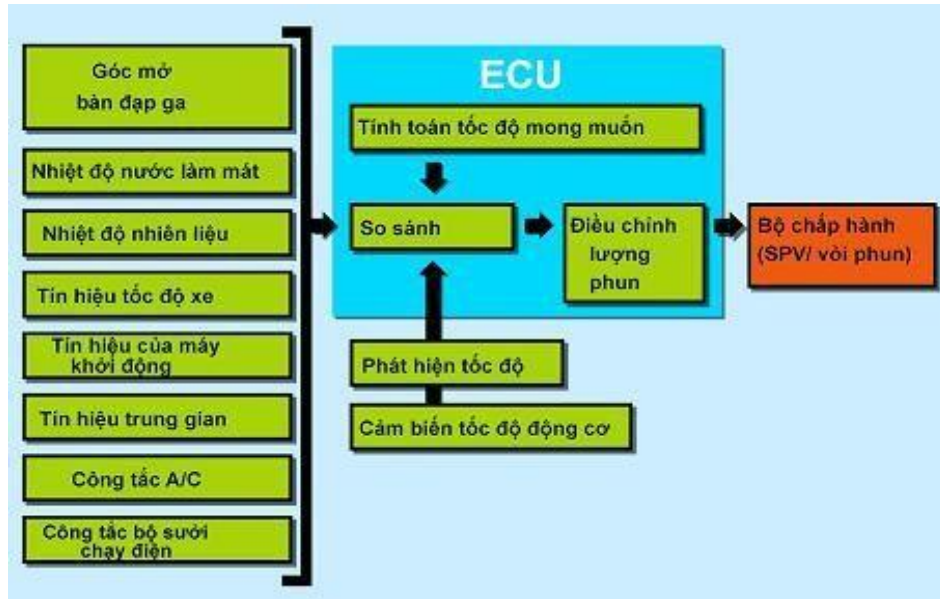 Góc mở
bàn đạp ga
Nhiệt độ nước làm mát
Nhiệt độ nhiên liệu
Tín hiệu tốc độ xe
Tín hiệu của máy
khởi động
Tín hiệu trung gian
Công tắc A/C
Công tắc bộ sưởi
chạy điện
ECU
Tính toán tốc độ mong muốn
So sánh
Điều chỉnh
lượng
phun
Phát hiện tốc độ
Cảm biến tốc độ động cơ
Bộ chấp hành
(SPV/ vòi phun)